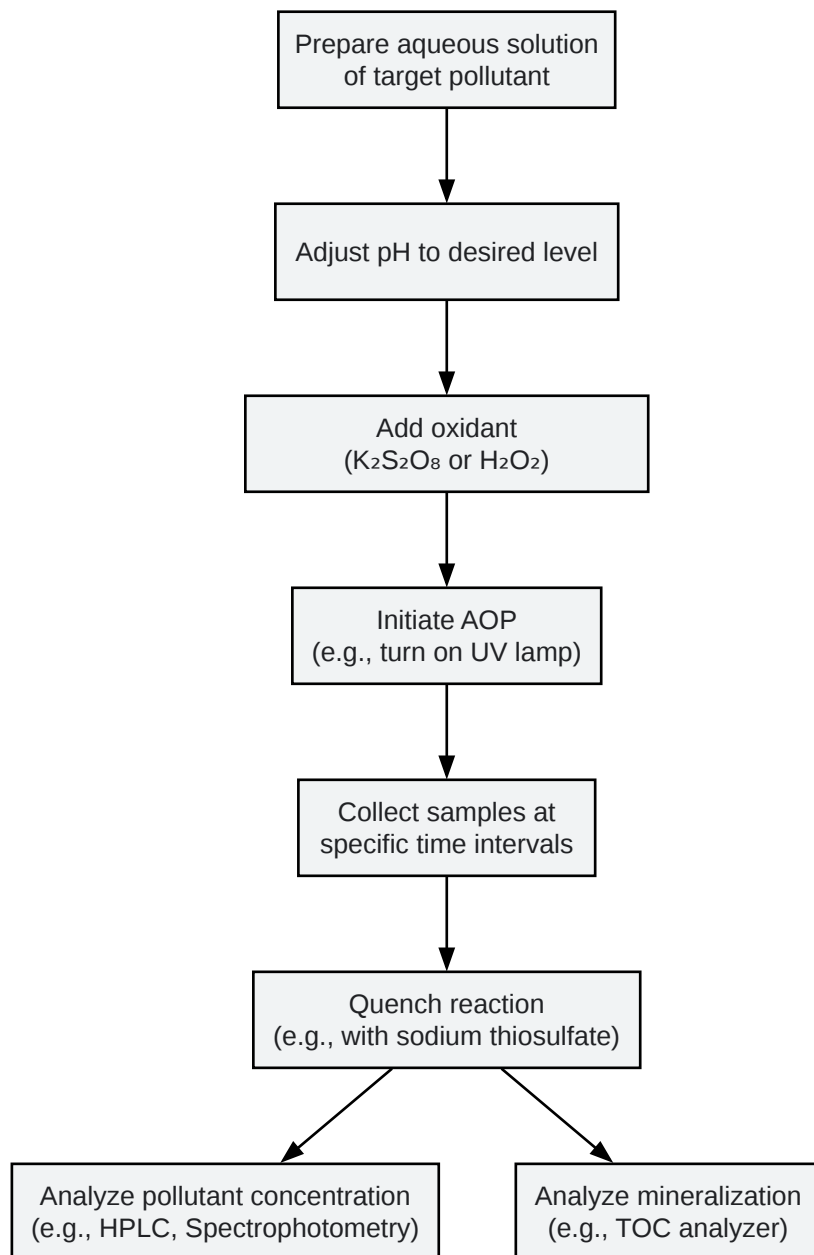 Prepare aqueous solution
of target pollutant
Adjust pH to desired level
Add oxidant
(K₂S₂O₈ or H₂O₂)
Initiate AOP
(e.g., turn on UV lamp)
Collect samples at
specific time intervals
Quench reaction
(e.g., with sodium thiosulfate)
Analyze pollutant concentration
(e.g., HPLC, Spectrophotometry)
Analyze mineralization
(e.g., TOC analyzer)